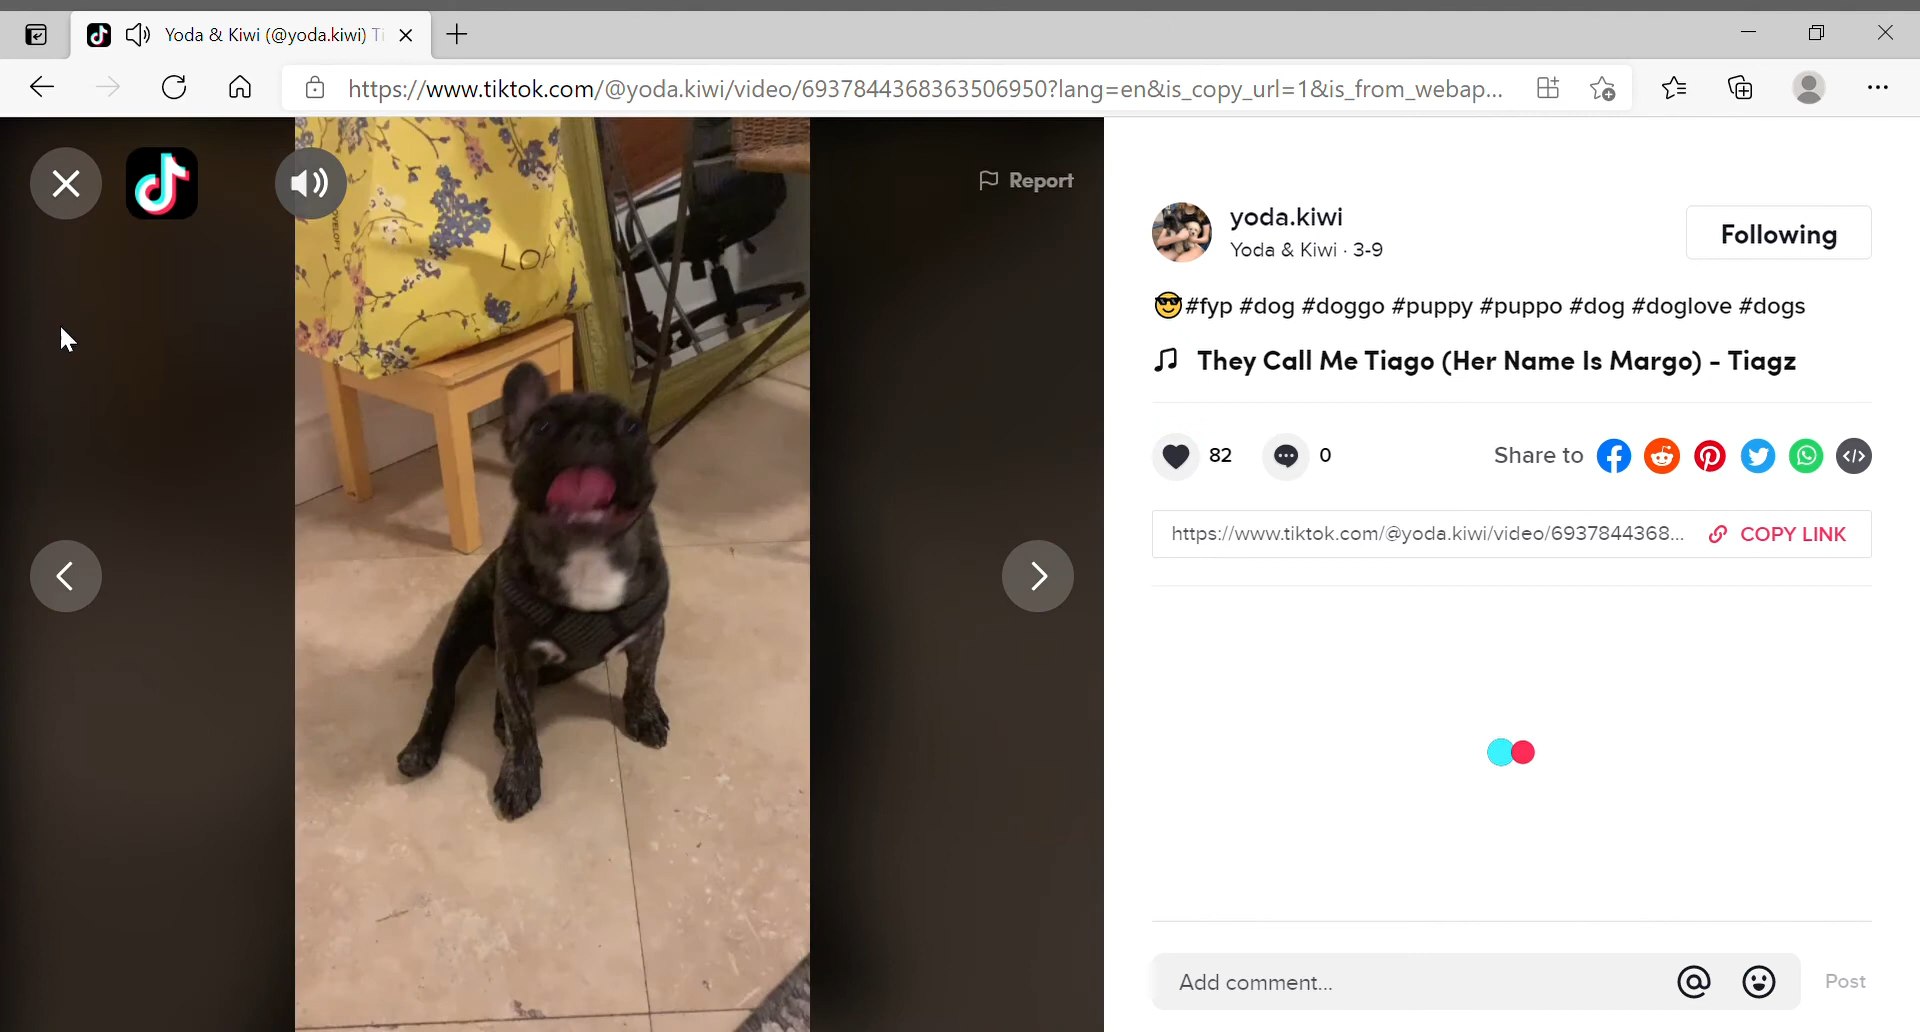 Yoda & Kiwi (@yoda.kiwi) Ti
https://www.tiktok.com/@yoda.kiwi/video/6937844368363506950?lang=en&is_copy_url=1&is_from_webap...
Report
LOVELOFT
LOF
yoda.kiwi
Yoda & Kiwi · 3-9
Following
😎#fyp #dog #doggo #puppy #puppo #dog #doglove #dogs
They Call Me Tiago (Her Name Is Margo) - Tiagz
82
0
Share to
https://www.tiktok.com/@yoda.kiwi/video/6937844368...
COPY LINK
Add comment...
Post